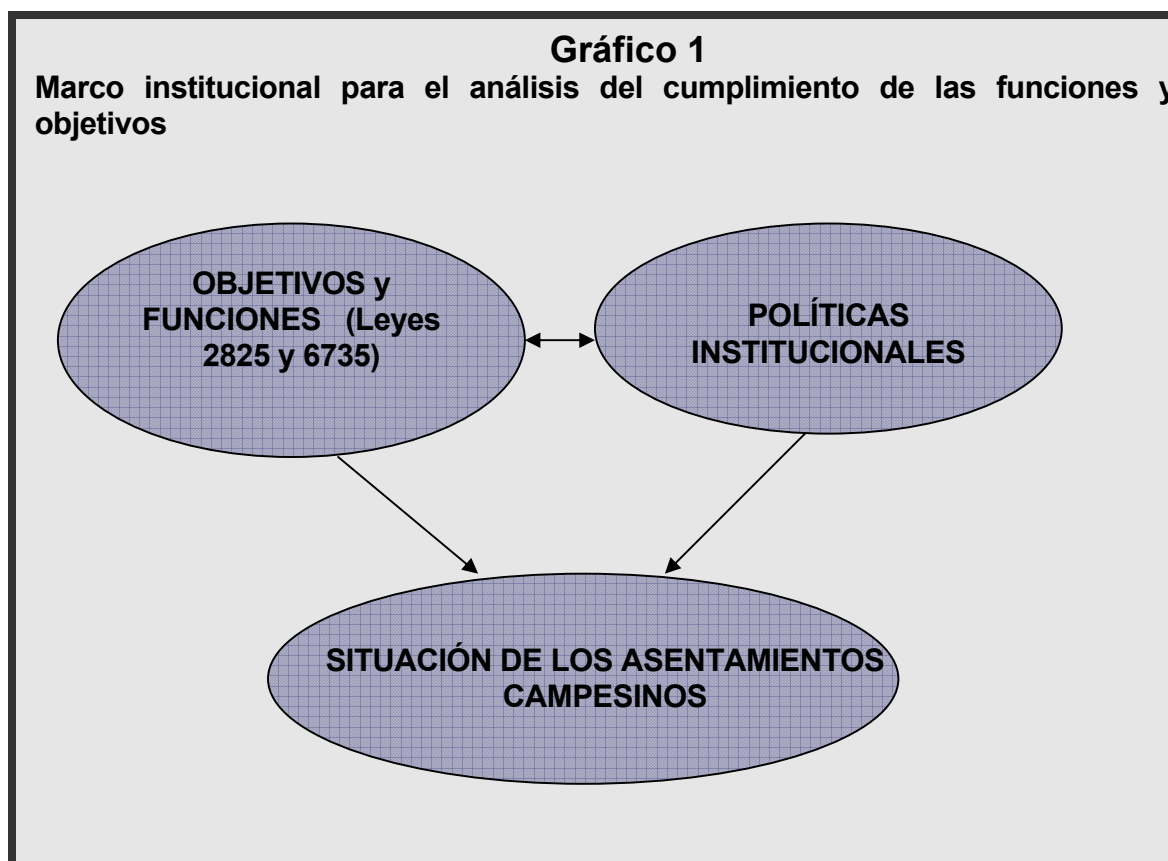 Gráfico 1
Marco institucional para el análisis del cumplimiento de las funciones y
objetivos
OBJETIVOS y
FUNCIONES (Leyes
2825 y 6735)
POLÍTICAS
INSTITUCIONALES
SITUACIÓN DE LOS ASENTAMIENTOS
CAMPESINOS